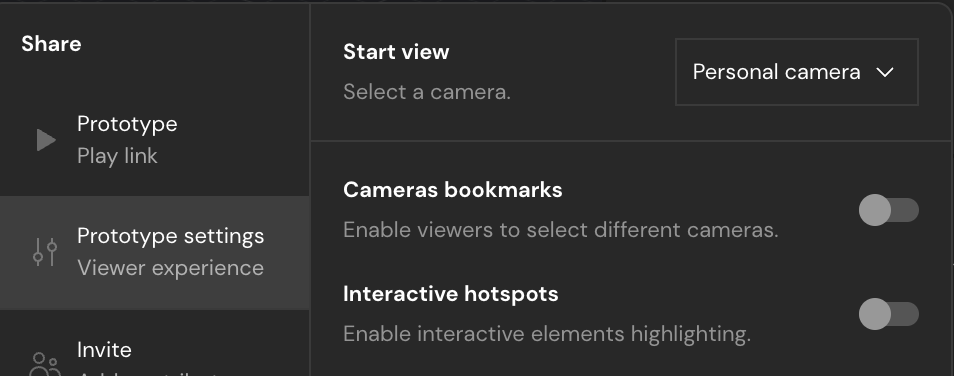 Share
Prototype
Play link
Prototype settings
Viewer experience
Invite
Start view
Select a camera.
Personal camera
Cameras bookmarks
Enable viewers to select different cameras.
Interactive hotspots
Enable interactive elements highlighting.